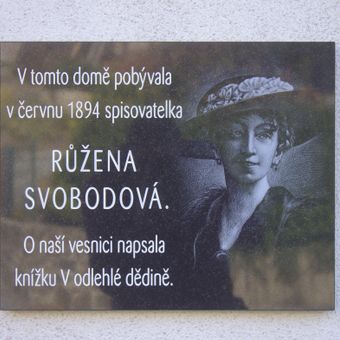 V tomto domě pobývala
v červnu 1894 spisovatelka
RŮŽENA
SVOBODOVÁ.
O naší vesnici napsala
knížku V odlehlé dědině.